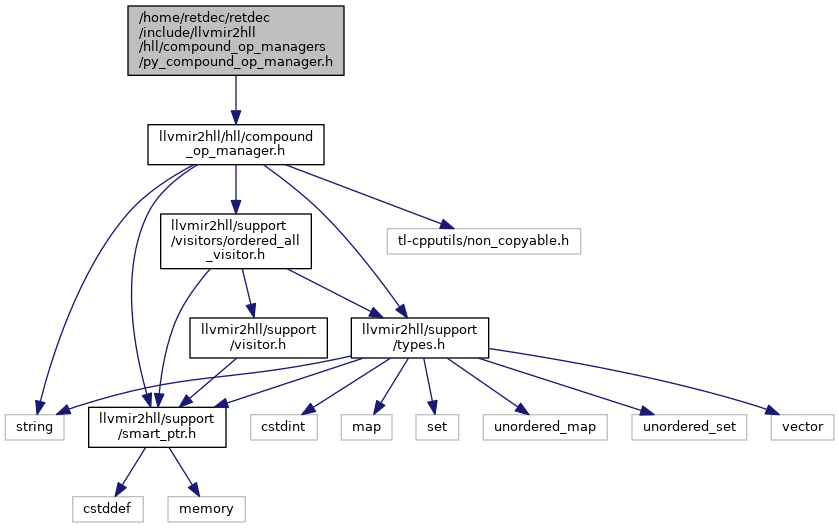 /home/retdec/retdec
/include/llvmir2hll
/hll/compound_op_managers
/py_compound_op_manager.h
llvmir2hll/hll/compound
_op_manager.h
llvmir2hll/support
/visitors/ordered_all
_visitor.h
tl-cpputils/non_copyable.h
llvmir2hll/support
/visitor.h
llvmir2hll/support
/types.h
string
llvmir2hll/support
/smart_ptr.h
cstdint
map
set
unordered_map
unordered_set
vector
cstddef
memory